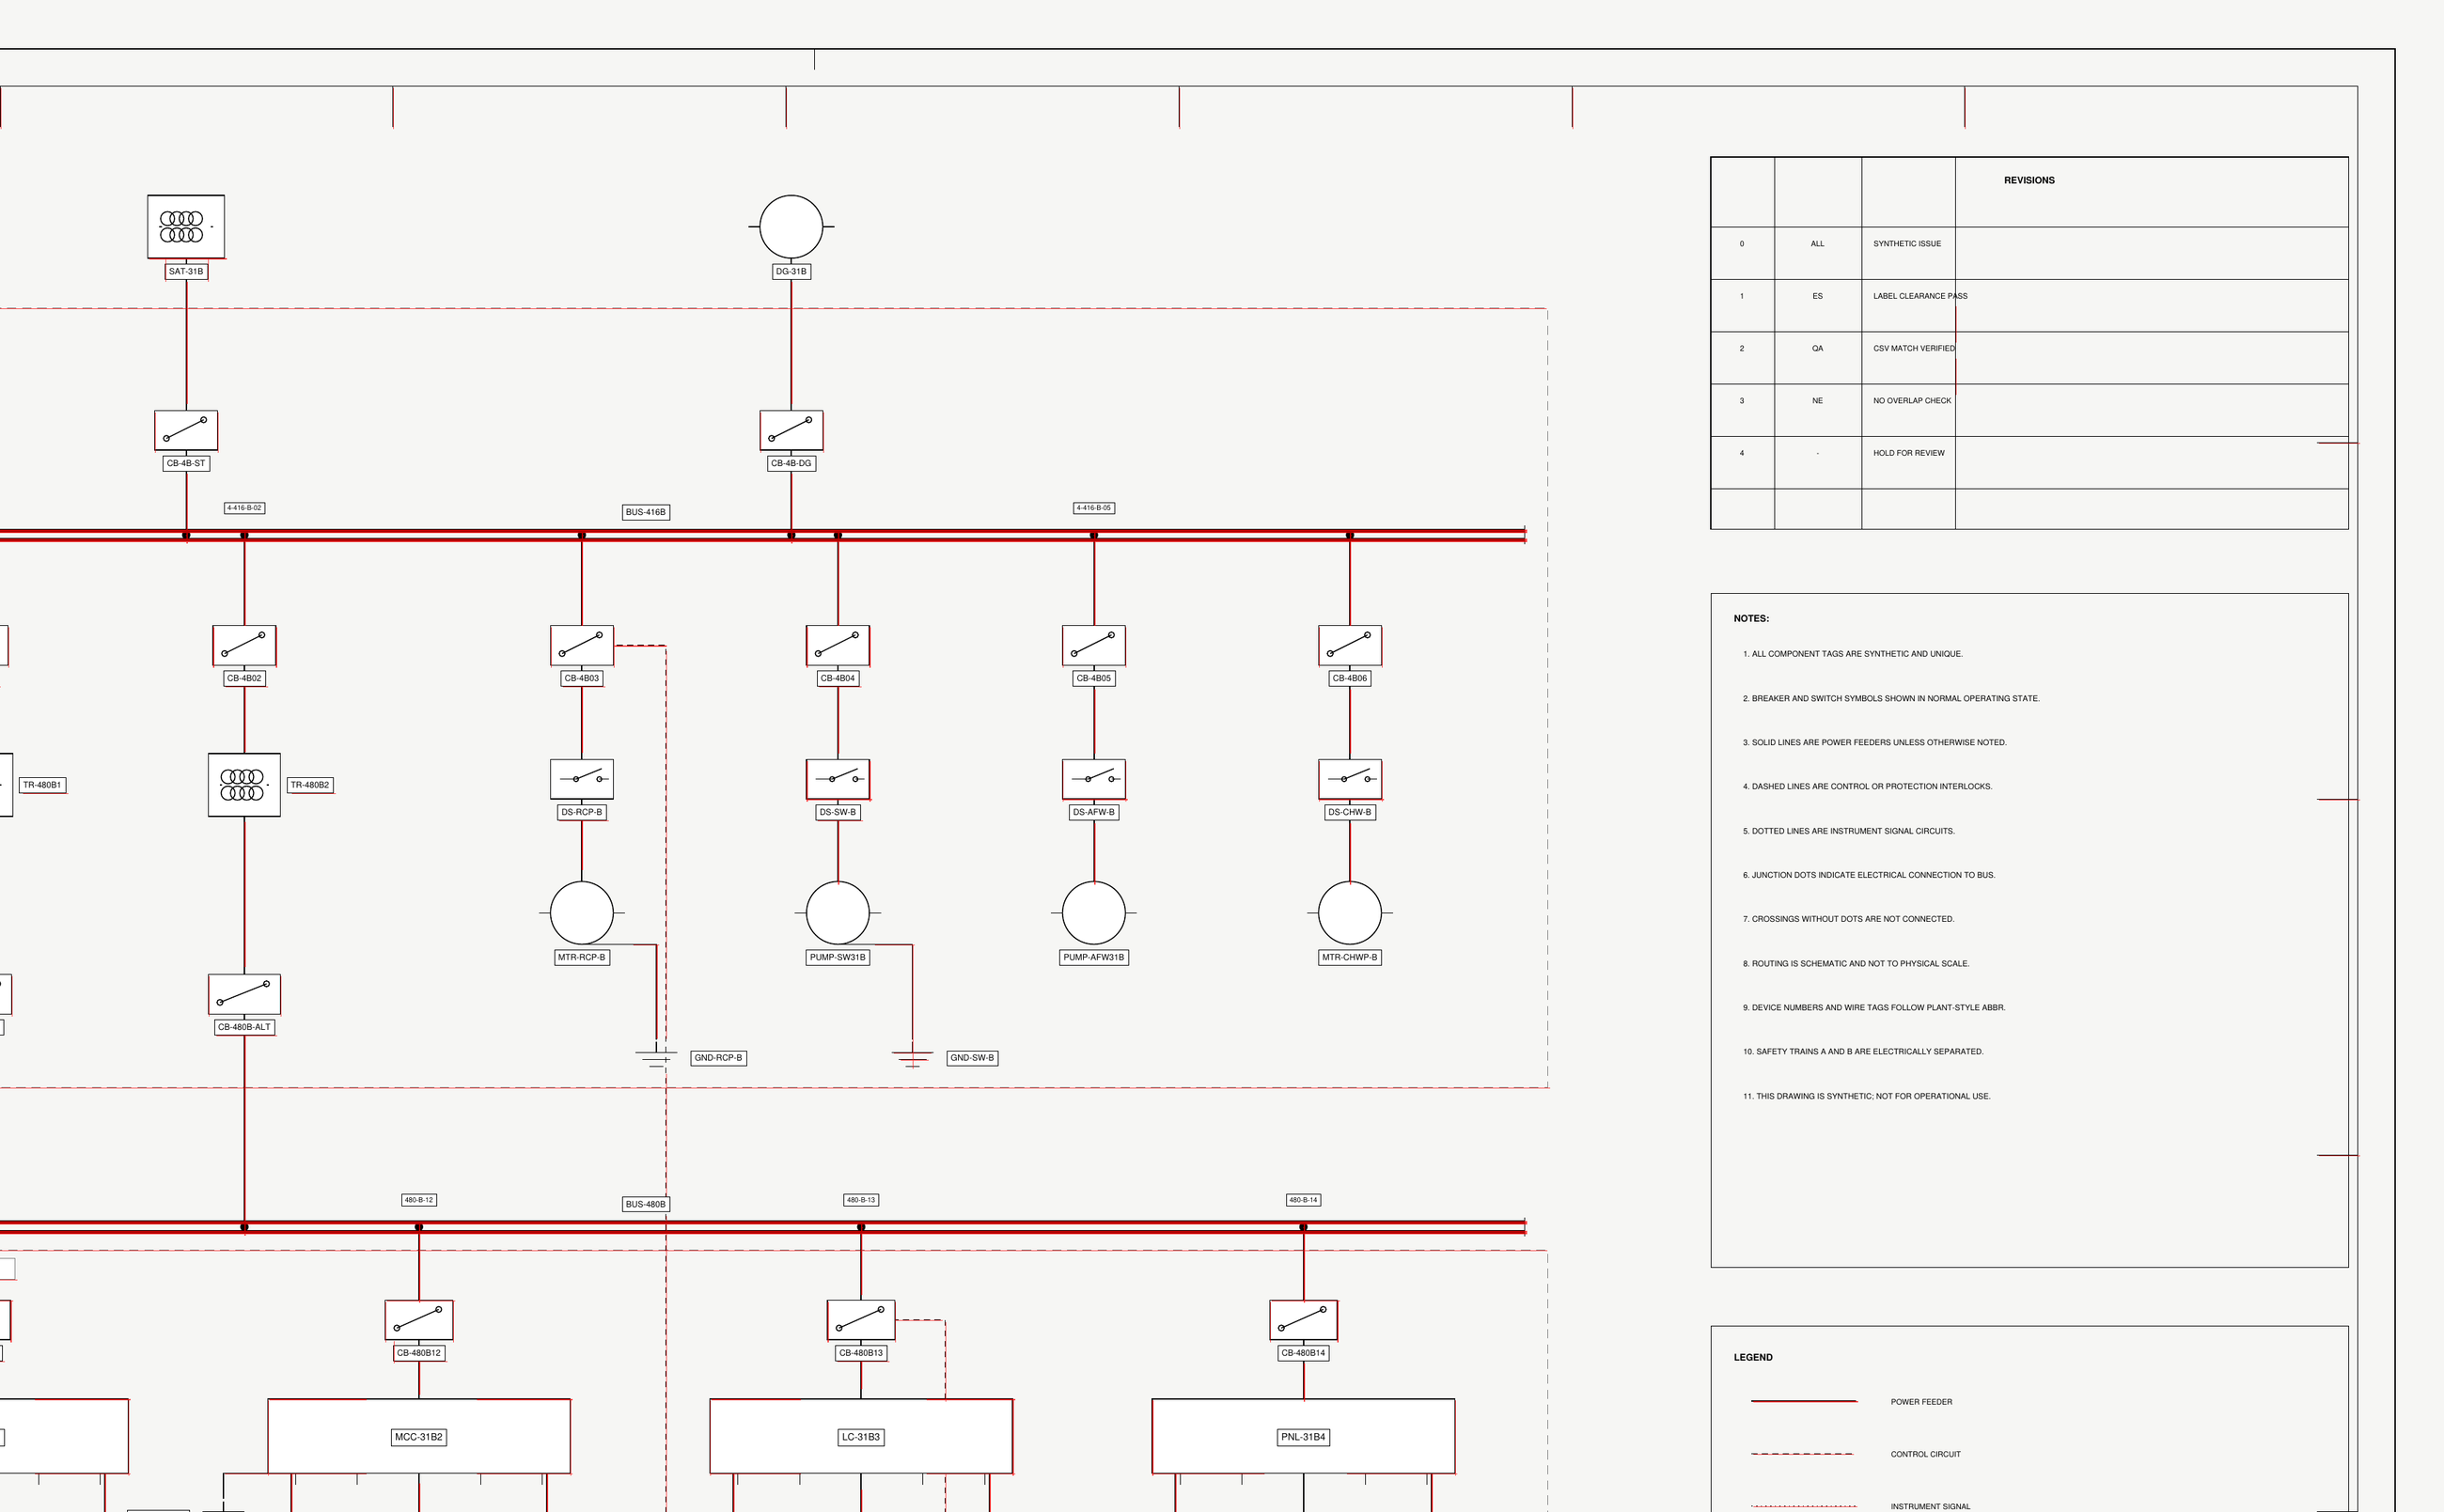 REVISIONS
0 ALL SYNTHETIC ISSUE
1 ES LABEL CLEARANCE PASS
2 QA CSV MATCH VERIFIED
3 NE NO OVERLAP CHECK
4 - HOLD FOR REVIEW
SAT-31B
DG-31B
CB-4B-ST
CB-4B-DG
4-416-B-02
BUS-416B
4-416-B-05
CB-4B02
CB-4B03
CB-4B04
CB-4B05
CB-4B06
TR-480B1
TR-480B2
DS-RCP-B
DS-SW-B
DS-AFW-B
DS-CHW-B
MTR-RCP-B
PUMP-SW31B
PUMP-AFW31B
MTR-CHWP-B
CB-480B-ALT
GND-RCP-B
GND-SW-B
480-B-12
BUS-480B
480-B-13
480-B-14
CB-480B12
CB-480B13
CB-480B14
MCC-31B2
LC-31B3
PNL-31B4
NOTES:
1. ALL COMPONENT TAGS ARE SYNTHETIC AND UNIQUE.
2. BREAKER AND SWITCH SYMBOLS SHOWN IN NORMAL OPERATING STATE.
3. SOLID LINES ARE POWER FEEDERS UNLESS OTHERWISE NOTED.
4. DASHED LINES ARE CONTROL OR PROTECTION INTERLOCKS.
5. DOTTED LINES ARE INSTRUMENT SIGNAL CIRCUITS.
6. JUNCTION DOTS INDICATE ELECTRICAL CONNECTION TO BUS.
7. CROSSINGS WITHOUT DOTS ARE NOT CONNECTED.
8. ROUTING IS SCHEMATIC AND NOT TO PHYSICAL SCALE.
9. DEVICE NUMBERS AND WIRE TAGS FOLLOW PLANT-STYLE ABBR.
10. SAFETY TRAINS A AND B ARE ELECTRICALLY SEPARATED.
11. THIS DRAWING IS SYNTHETIC; NOT FOR OPERATIONAL USE.
LEGEND
POWER FEEDER
CONTROL CIRCUIT
INSTRUMENT SIGNAL